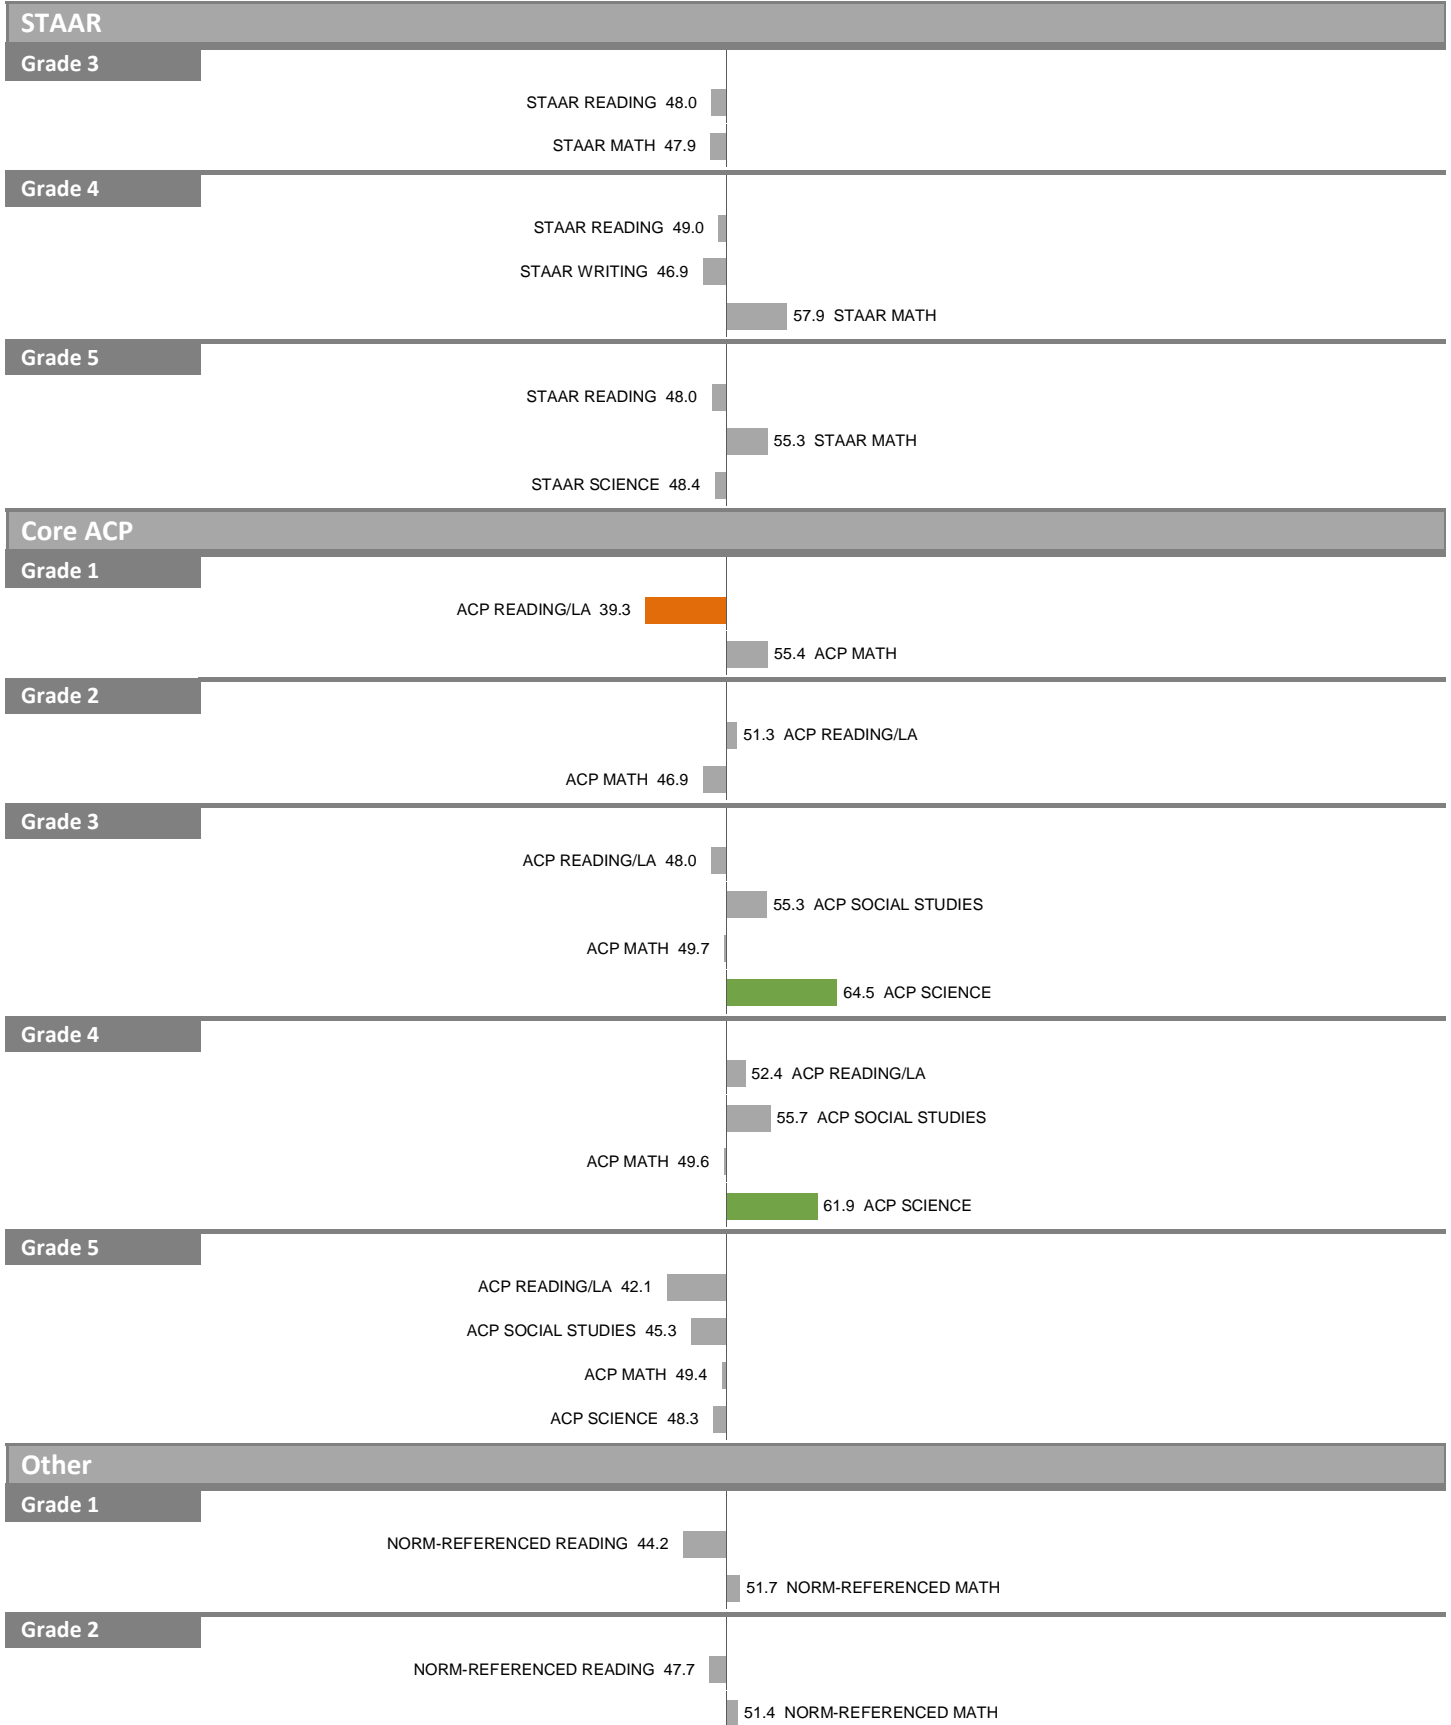 STAAR
Grade 3
STAAR READING 48.0
STAAR MATH 47.9
Grade 4
STAAR READING 49.0
STAAR WRITING 46.9
57.9 STAAR MATH
Grade 5
STAAR READING 48.0
55.3 STAAR MATH
STAAR SCIENCE 48.4
Core ACP
Grade 1
ACP READING/LA 39.3
55.4 ACP MATH
Grade 2
51.3 ACP READING/LA
ACP MATH 46.9
Grade 3
ACP READING/LA 48.0
55.3 ACP SOCIAL STUDIES
ACP MATH 49.7
64.5 ACP SCIENCE
Grade 4
52.4 ACP READING/LA
55.7 ACP SOCIAL STUDIES
ACP MATH 49.6
61.9 ACP SCIENCE
Grade 5
ACP READING/LA 42.1
ACP SOCIAL STUDIES 45.3
ACP MATH 49.4
ACP SCIENCE 48.3
Other
Grade 1
NORM-REFERENCED READING 44.2
51.7 NORM-REFERENCED MATH
Grade 2
NORM-REFERENCED READING 47.7
51.4 NORM-REFERENCED MATH